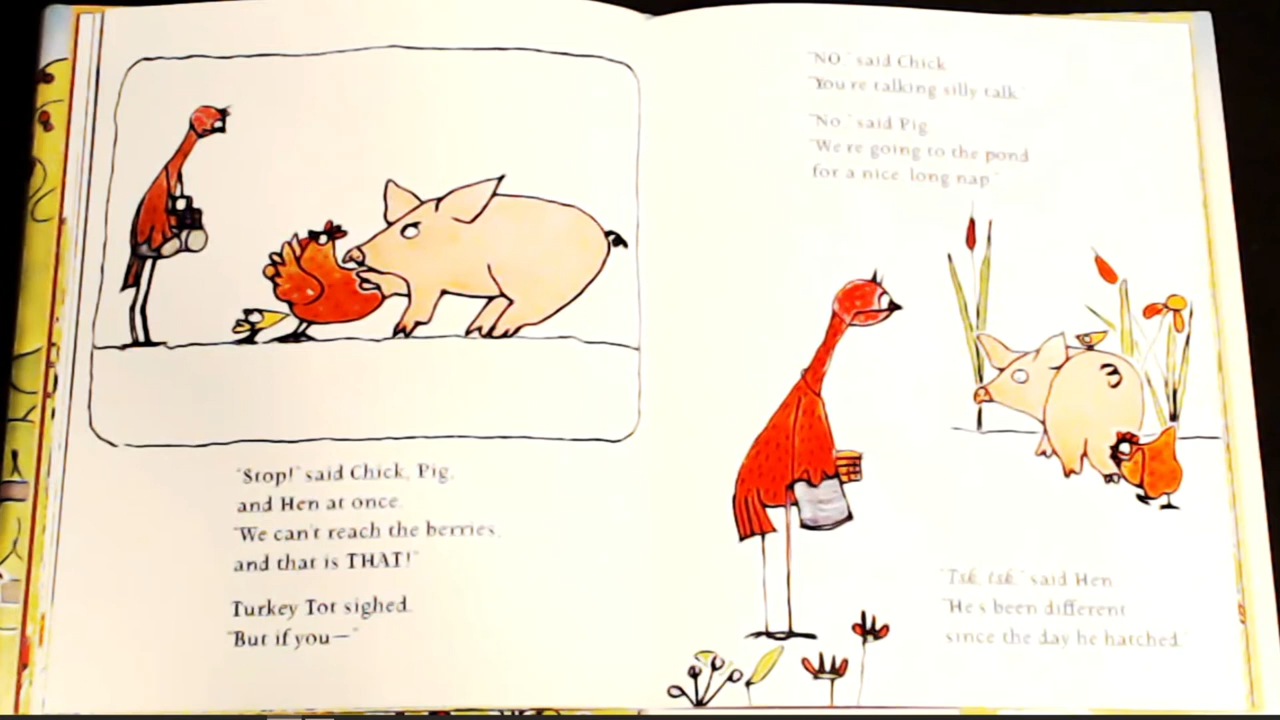 "Stop!" said Chick, Pig,
and Hen at once.
"We can't reach the berries,
and that is THAT!"
Turkey Tot sighed.
"But if you—"
"NO," said Chick.
"You're talking silly talk."
"No," said Pig.
"We're going to the pond
for a nice, long nap."
"Tsk, tsk," said Hen.
"He's been different
since the day he hatched.